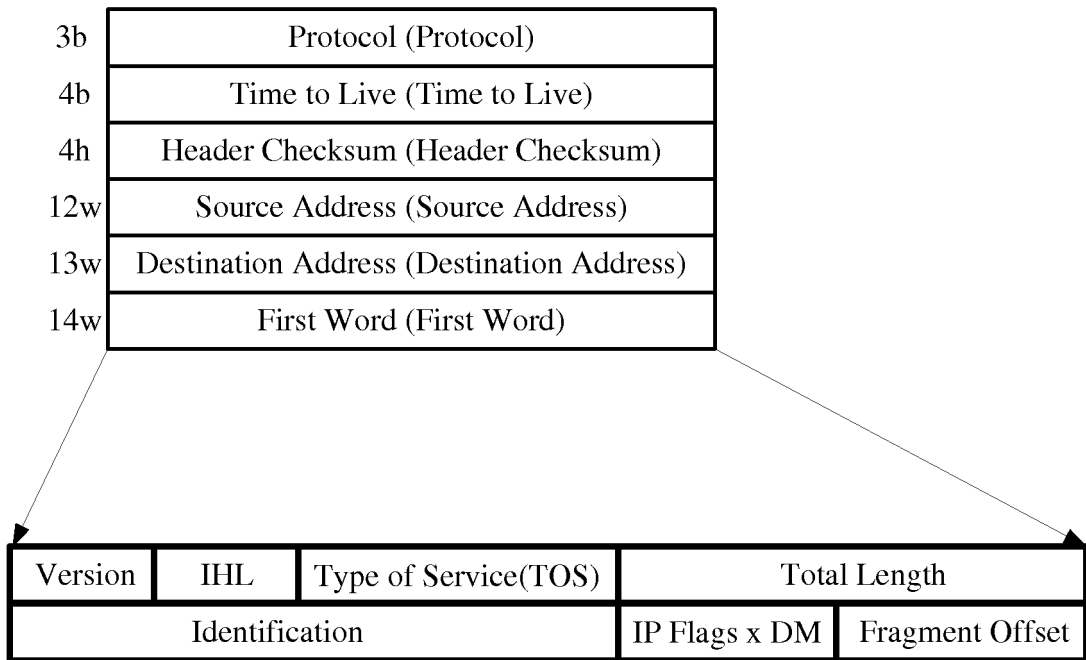 3b Protocol (Protocol)
4b Time to Live (Time to Live)
4h Header Checksum (Header Checksum)
12w Source Address (Source Address)
13w Destination Address (Destination Address)
14w First Word (First Word)
Version IHL Type of Service(TOS) Total Length
Identification IP Flags x DM Fragment Offset